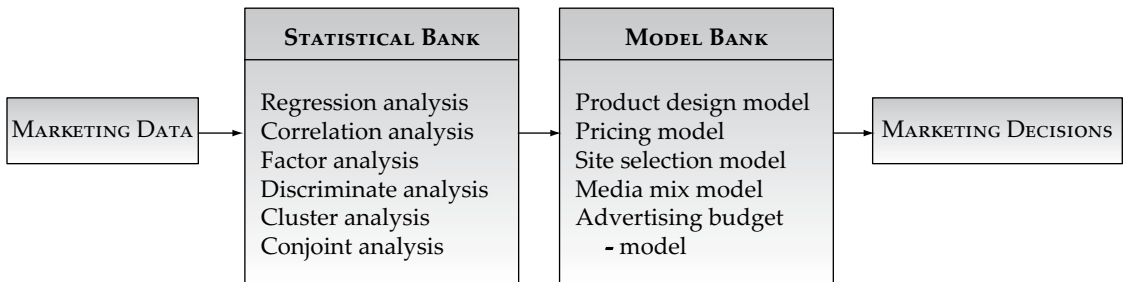 MARKETING DATA
STATISTICAL BANK
Regression analysis
Correlation analysis
Factor analysis
Discriminate analysis
Cluster analysis
Conjoint analysis
MODEL BANK
Product design model
Pricing model
Site selection model
Media mix model
Advertising budget
- model
MARKETING DECISIONS